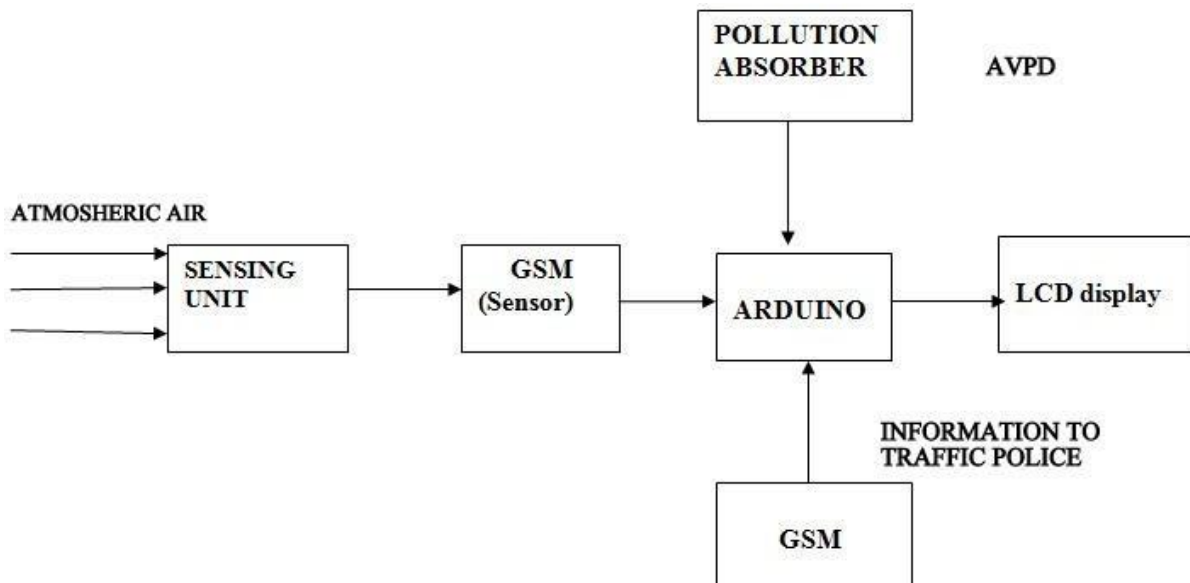 POLLUTION
ABSORBER
AVPD
ATMOSHERIC AIR
SENSING
UNIT
GSM
(Sensor)
ARDUINO
LCD display
INFORMATION TO
TRAFFIC POLICE
GSM